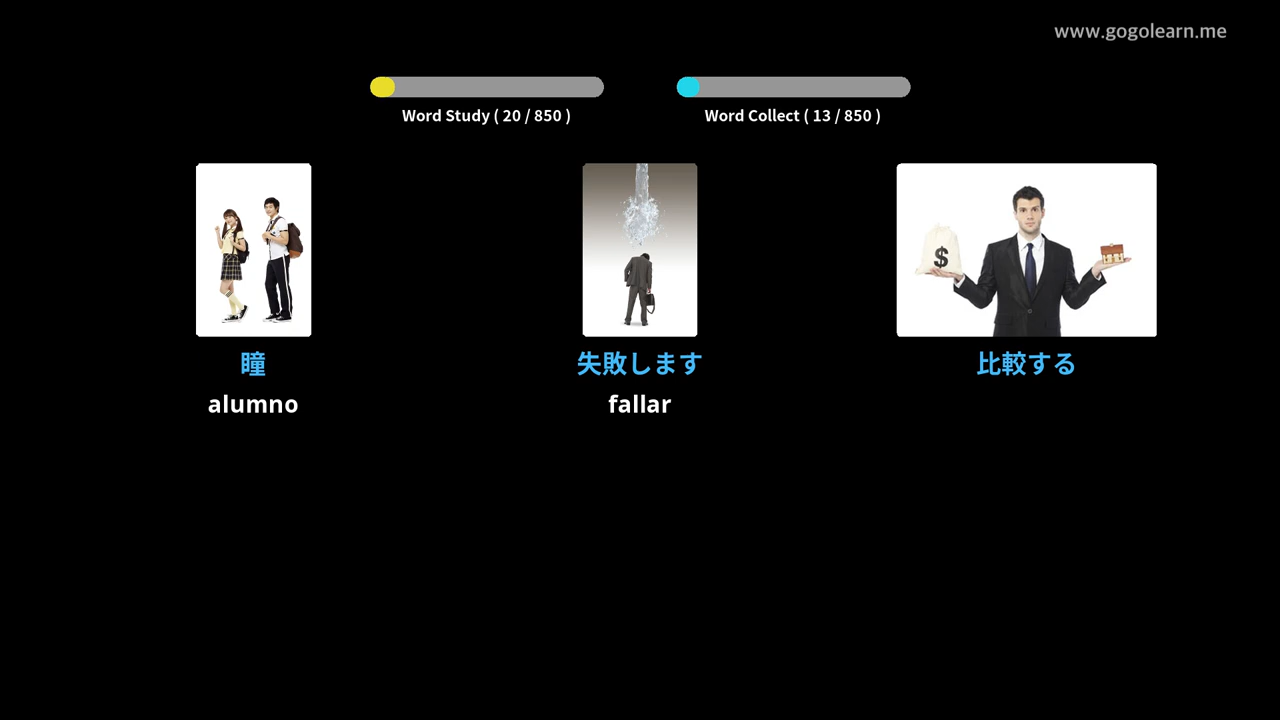 www.gogolearn.me
Word Study ( 20 / 850 )
Word Collect ( 13 / 850 )
$
瞳
失敗します
比較する
alumno
fallar